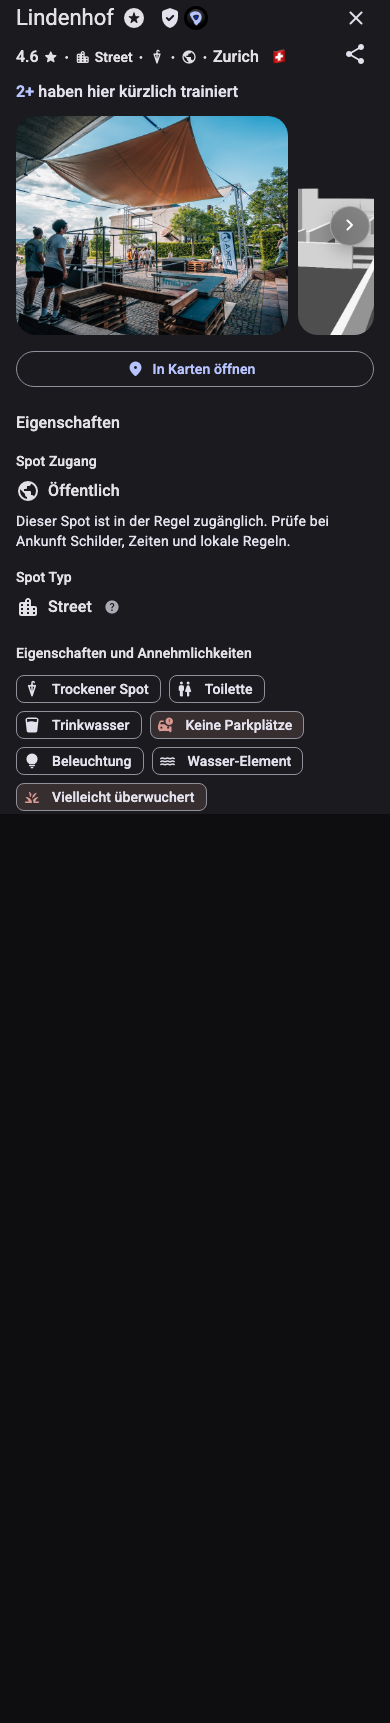 Lindenhof
4.6 · Street · · · Zurich
2+ haben hier kürzlich trainiert
In Karten öffnen
Eigenschaften
Spot Zugang
Öffentlich
Dieser Spot ist in der Regel zugänglich. Prüfe bei
Ankunft Schilder, Zeiten und lokale Regeln.
Spot Typ
Street ?
Eigenschaften und Annehmlichkeiten
Trockener Spot Toilette
Trinkwasser Keine Parkplätze
Beleuchtung Wasser-Element
Vielleicht überwuchert